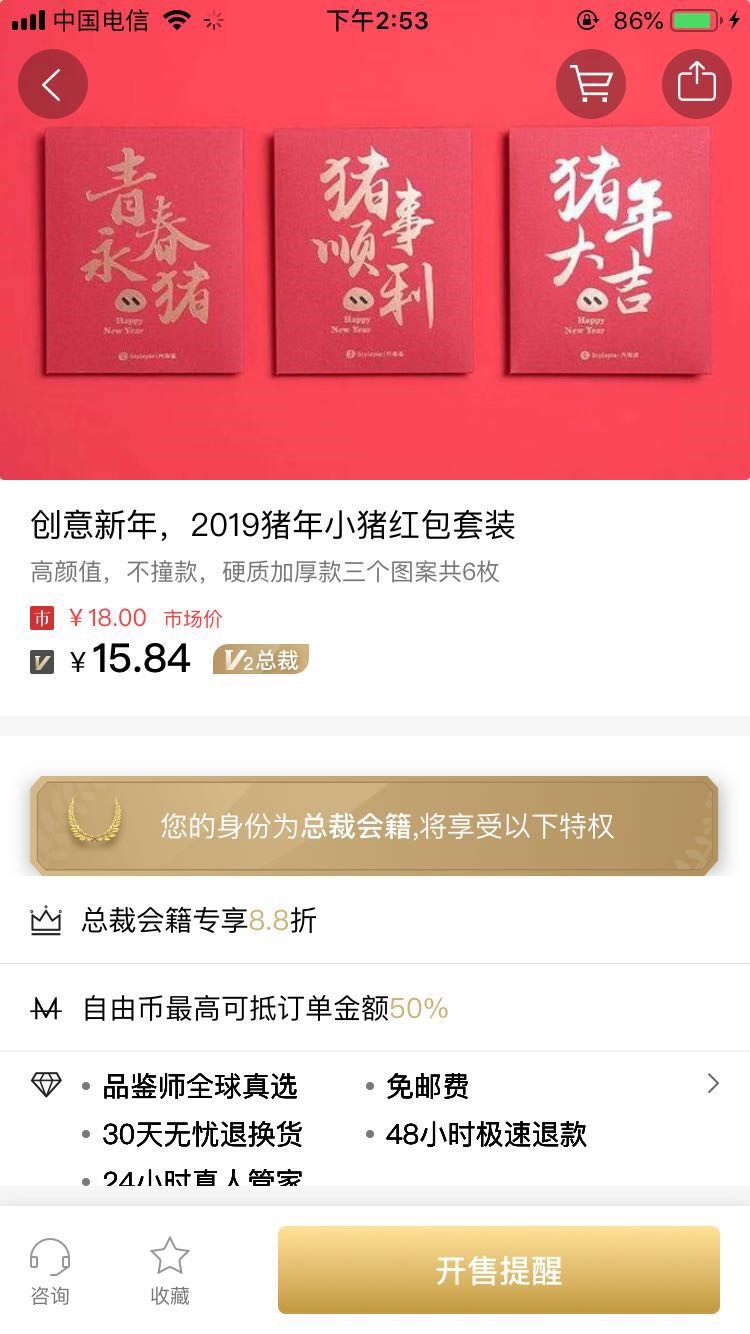 中国电信
下午2:53
86%
青春
永猪
Happy
New Year
Stylepie
猪事
顺利
Happy
New Year
Stylepie
猪年
大吉
Happy
New Year
Stylepie
创意新年，2019猪年小猪红包套装
高颜值，不撞款，硬质加厚款三个图案共6枚
市 ¥18.00 市场价
V ¥15.84 V2总裁
您的身份为总裁会籍,将享受以下特权
总裁会籍专享8.8折
自由币最高可抵订单金额50%
• 品鉴师全球真选 • 免邮费
• 30天无忧退换货 • 48小时极速退款
• 24小时真人管家
咨询
收藏
开售提醒